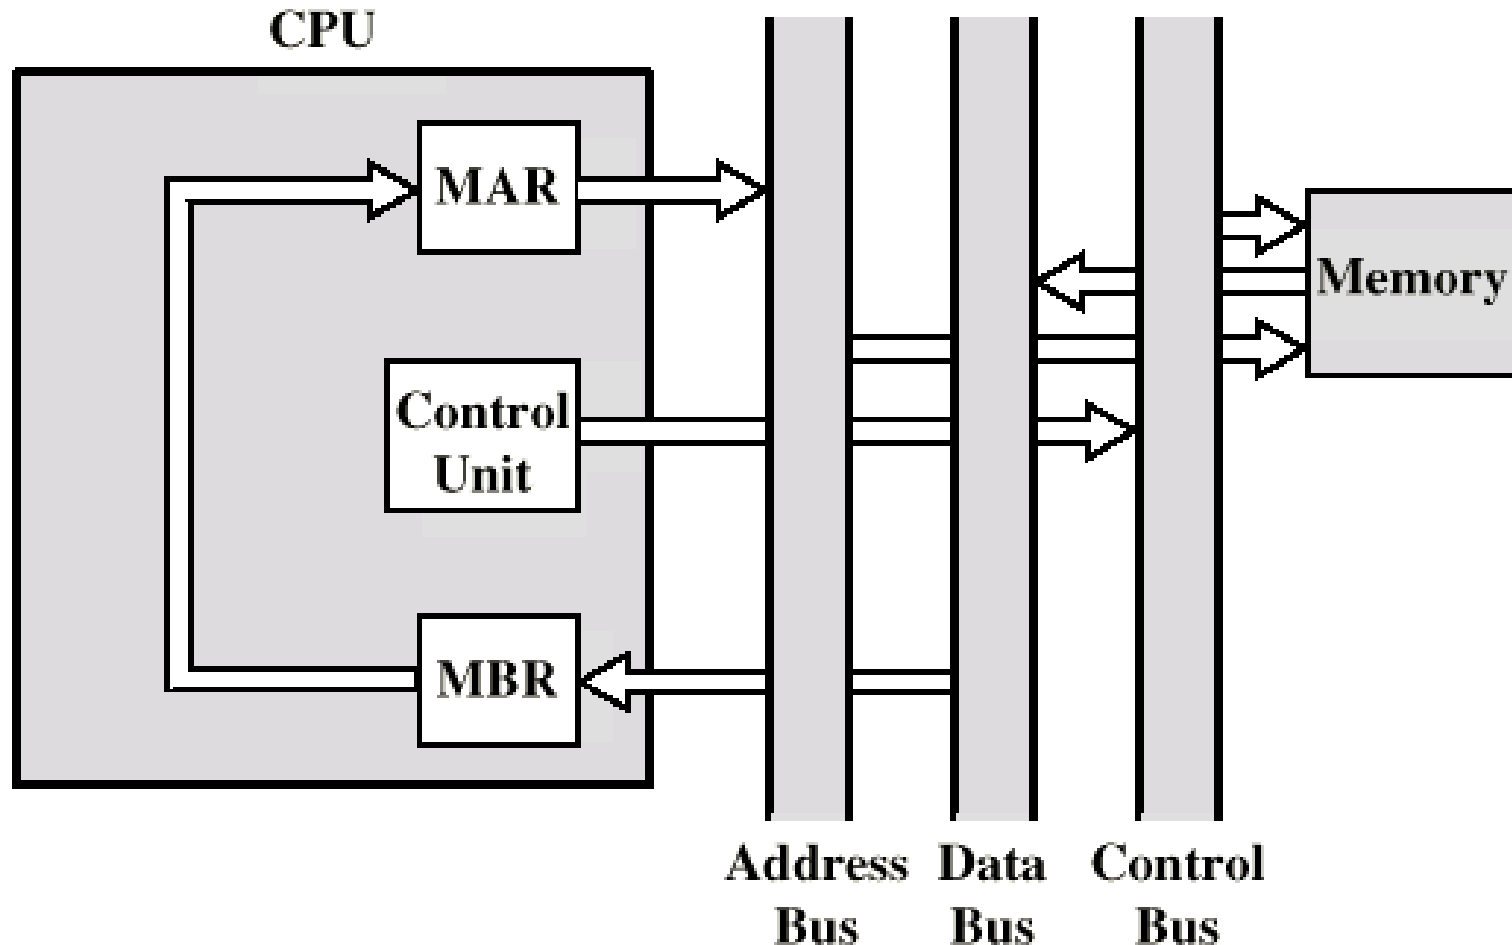 CPU
MAR
Memory
Control
Unit
MBR
Address
Bus
Data
Bus
Control
Bus